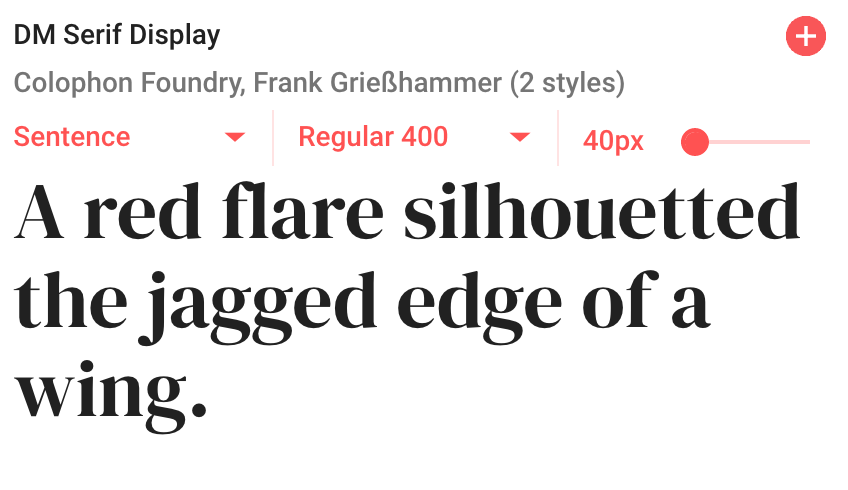 DM Serif Display
Colophon Foundry, Frank Grießhammer (2 styles)
Sentence Regular 400 40px
A red flare silhouetted
the jagged edge of a
wing.